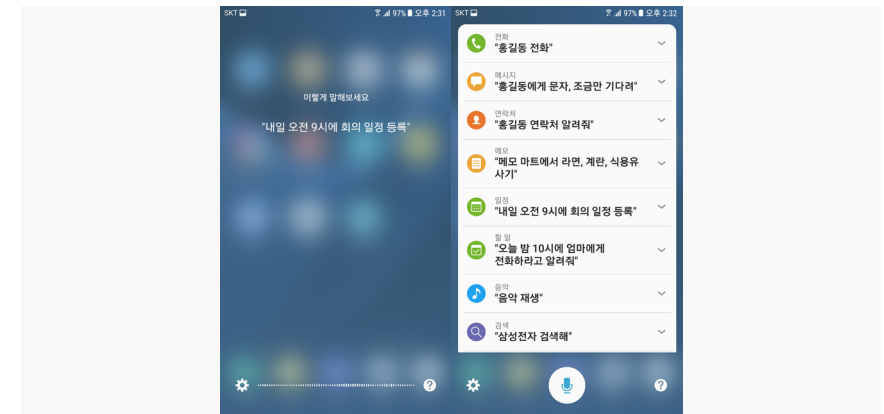 SKT 97% 오후 2:31
이렇게 말해보세요
"내일 오전 9시에 회의 일정 등록"
?
SKT 97% 오후 2:32
전화
"홍길동 전화"
메시지
"홍길동에게 문자, 조금만 기다려"
연락처
"홍길동 연락처 알려줘"
메모
"메모 마트에서 라면, 계란, 식용유
사기"
일정
"내일 오전 9시에 회의 일정 등록"
할 일
"오늘 밤 10시에 엄마에게
전화하라고 알려줘"
음악
"음악 재생"
검색
"삼성전자 검색해"
?